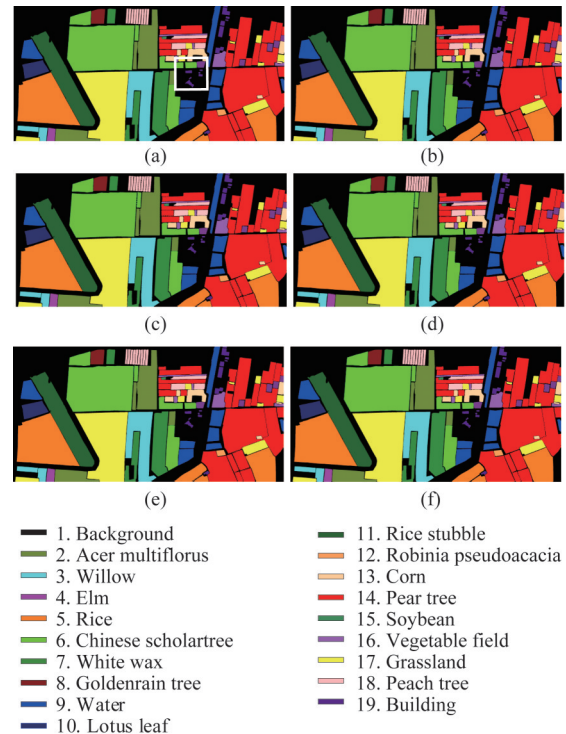 (a)
(b)
(c)
(d)
(e)
(f)
1. Background
2. Acer multiflorus
3. Willow
4. Elm
5. Rice
6. Chinese scholartree
7. White wax
8. Goldenrain tree
9. Water
10. Lotus leaf
11. Rice stubble
12. Robinia pseudoacacia
13. Corn
14. Pear tree
15. Soybean
16. Vegetable field
17. Grassland
18. Peach tree
19. Building